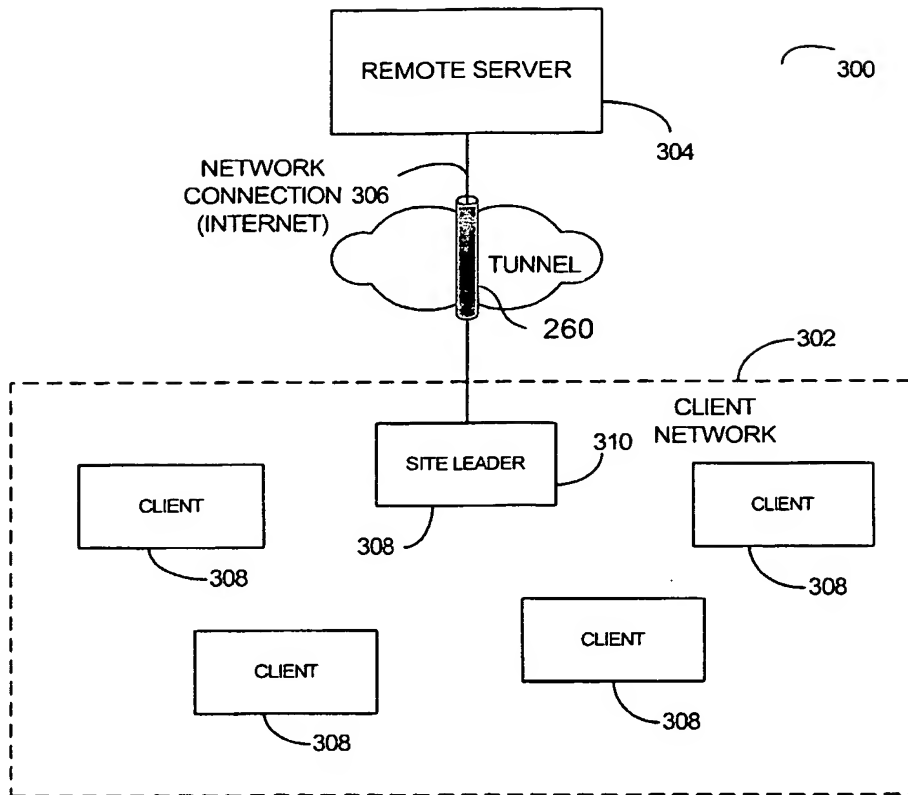 REMOTE SERVER
300
304
NETWORK
CONNECTION 306
(INTERNET)
TUNNEL
260
302
CLIENT
NETWORK
SITE LEADER
310
308
CLIENT
308
CLIENT
308
CLIENT
308
CLIENT
308